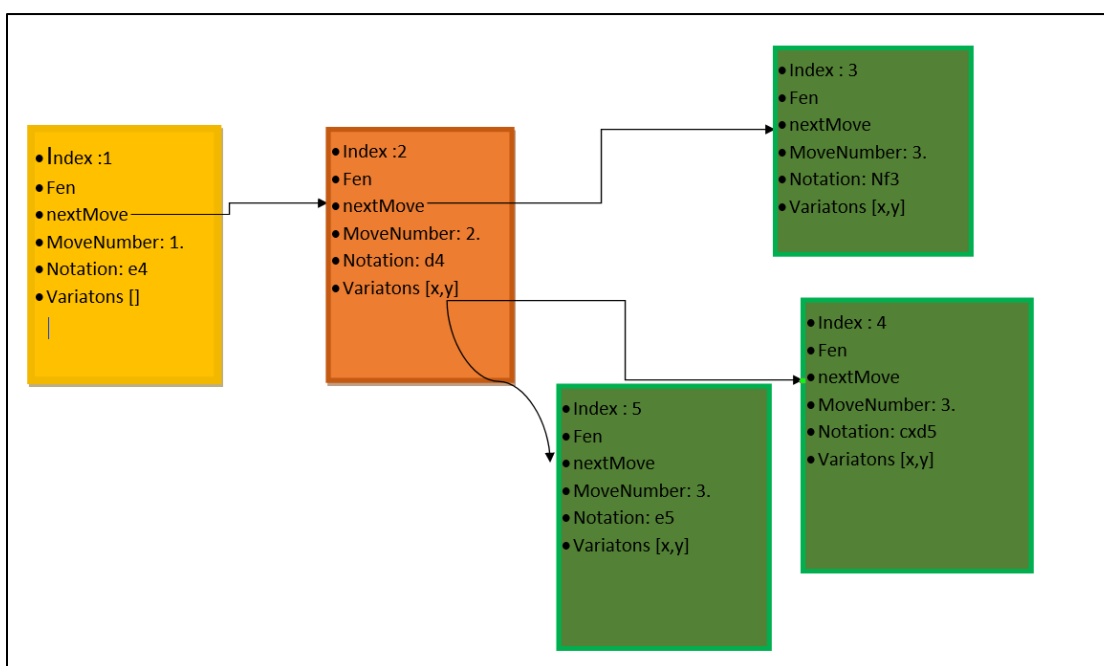 • Index :1
• Fen
• nextMove
• MoveNumber: 1.
• Notation: e4
• Variatons []
• Index :2
• Fen
• nextMove
• MoveNumber: 2.
• Notation: d4
• Variatons [x,y]
• Index : 3
• Fen
• nextMove
• MoveNumber: 3.
• Notation: Nf3
• Variatons [x,y]
• Index : 4
• Fen
• nextMove
• MoveNumber: 3.
• Notation: cxd5
• Variatons [x,y]
• Index : 5
• Fen
• nextMove
• MoveNumber: 3.
• Notation: e5
• Variatons [x,y]